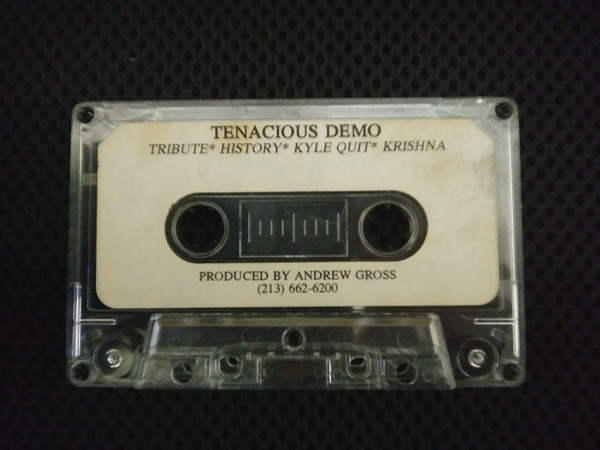 TENACIOUS DEMO
TRIBUTE* HISTORY* KYLE QUIT* KRISHNA
PRODUCED BY ANDREW GROSS
(213) 662-6200